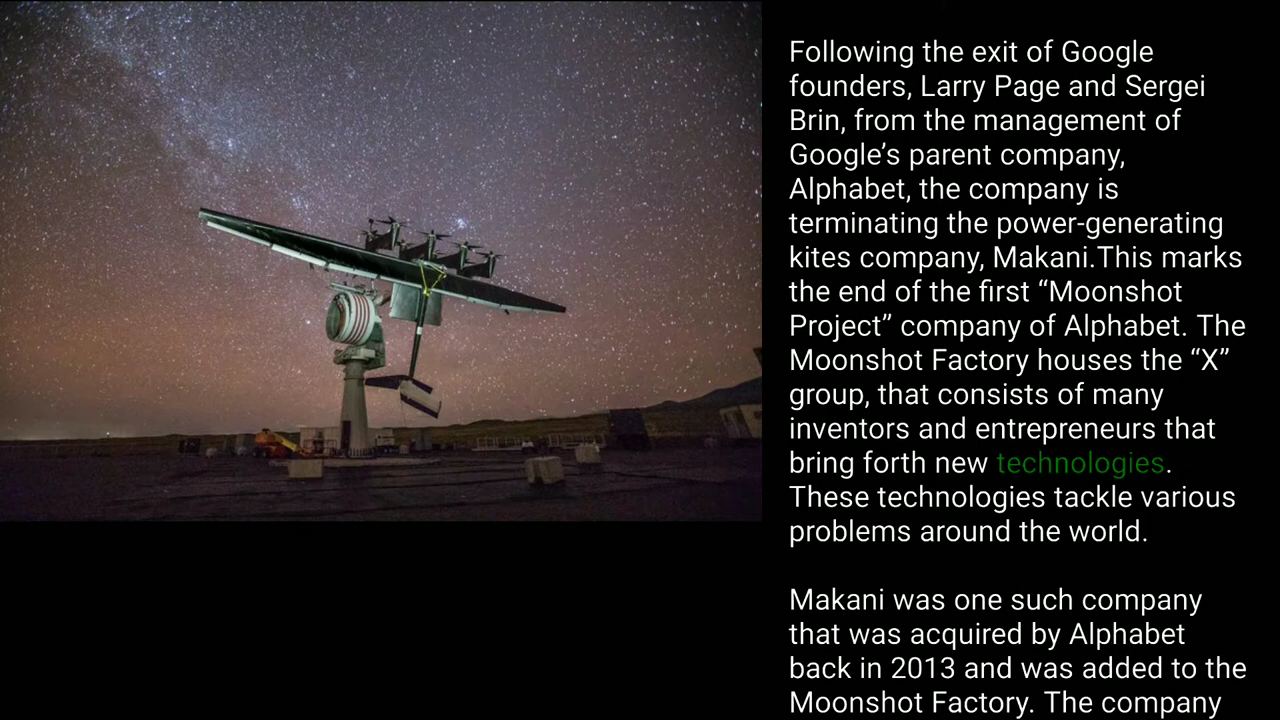 Following the exit of Google
founders, Larry Page and Sergei
Brin, from the management of
Google’s parent company,
Alphabet, the company is
terminating the power-generating
kites company, Makani.This marks
the end of the first “Moonshot
Project” company of Alphabet. The
Moonshot Factory houses the “X”
group, that consists of many
inventors and entrepreneurs that
bring forth new technologies.
These technologies tackle various
problems around the world.
Makani was one such company
that was acquired by Alphabet
back in 2013 and was added to the
Moonshot Factory. The company